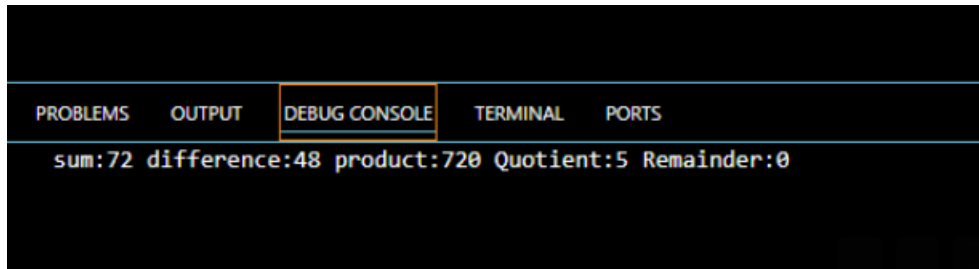 PROBLEMS OUTPUT DEBUG CONSOLE TERMINAL PORTS
sum:72 difference:48 product:720 Quotient:5 Remainder:0